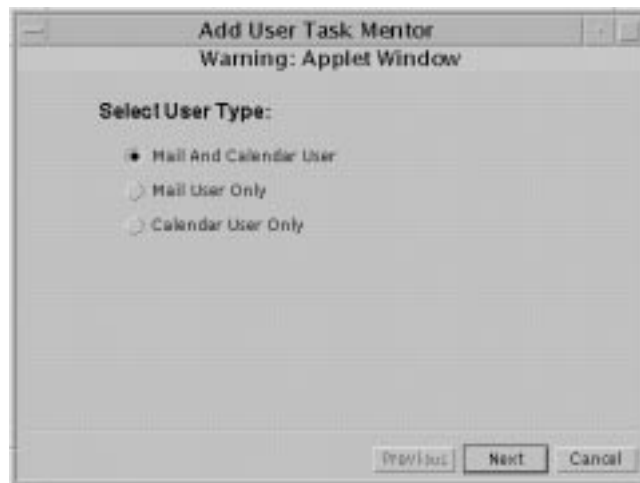 Add User Task Mentor
Warning: Applet Window
Select User Type:
Mail And Calendar User
Mail User Only
Calendar User Only
Previous Next Cancel